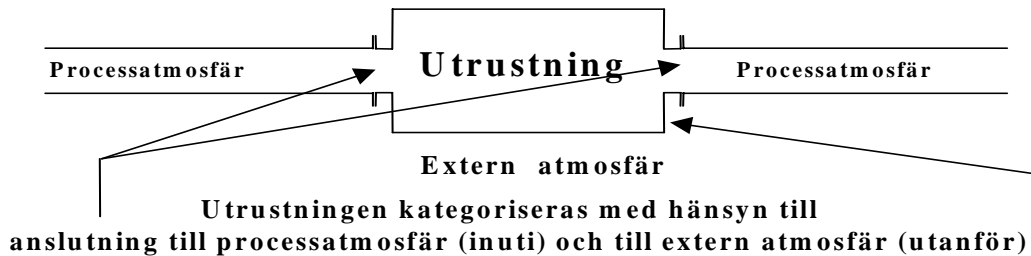 Processatmosfär Utrustning Processatmosfär
Extern atmosfär
Utrustningen kategoriseras med hänsyn till
anslutning till processatmosfär (inuti) och till extern atmosfär (utanför)